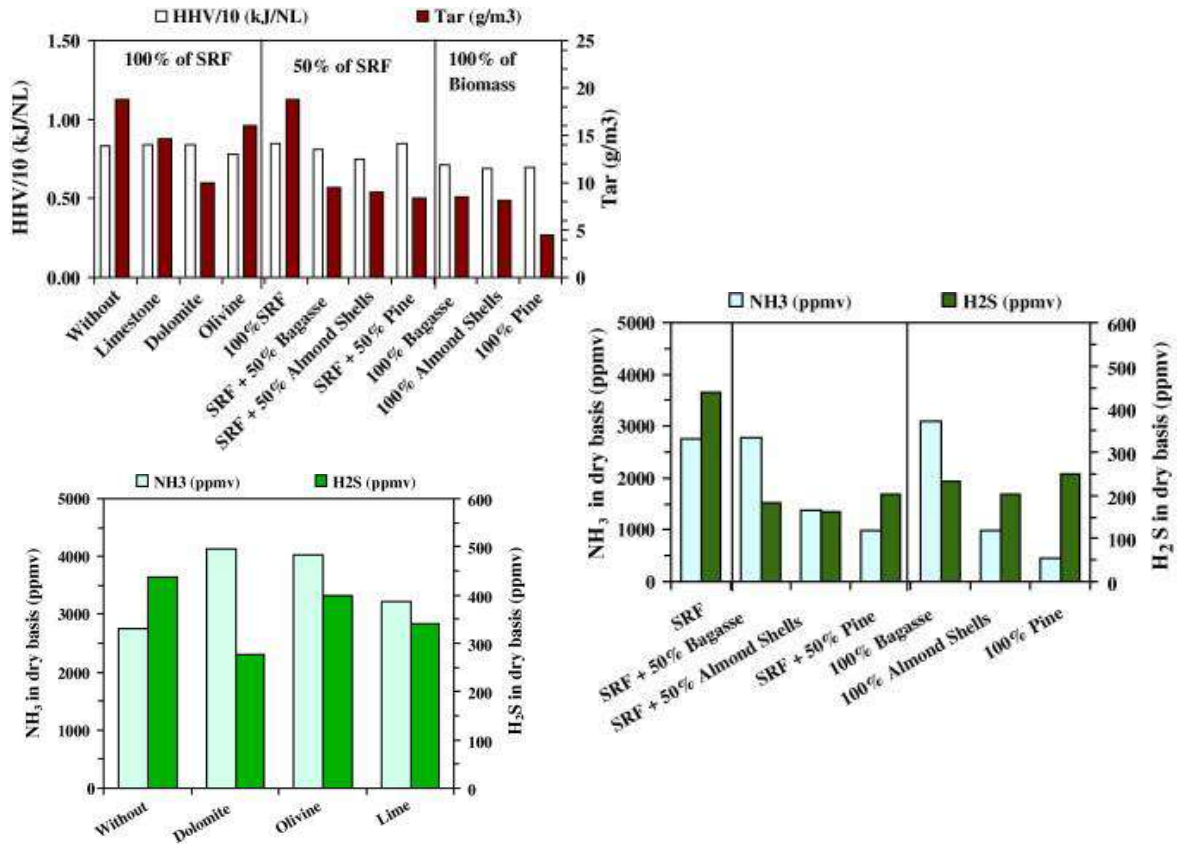 HHV/10 (kJ/NL) Tar (g/m3)
1.50
1.00
0.50
0.00
HHV/10 (kJ/NL)
100% of SRF
50% of SRF
100% of
Biomass
25
20
15
10
5
0
Tar (g/m3)
Without
Limestone
Dolomite
Olivine
100% SRF
SRF + 50% Bagasse
SRF + 50% Almond Shells
SRF + 50% Pine
100% Bagasse
100% Almond Shells
100% Pine
NH3 (ppmv) H2S (ppmv)
5000
4000
3000
2000
1000
0
NH3 in dry basis (ppmv)
600
500
400
300
200
100
0
H2S in dry basis (ppmv)
SRF
SRF + 50% Bagasse
SRF + 50% Almond Shells
SRF + 50% Pine
100% Bagasse
100% Almond Shells
100% Pine
NH3 (ppmv) H2S (ppmv)
5000
4000
3000
2000
1000
0
NH3 in dry basis (ppmv)
600
500
400
300
200
100
0
H2S in dry basis (ppmv)
Without
Dolomite
Olivine
Lime